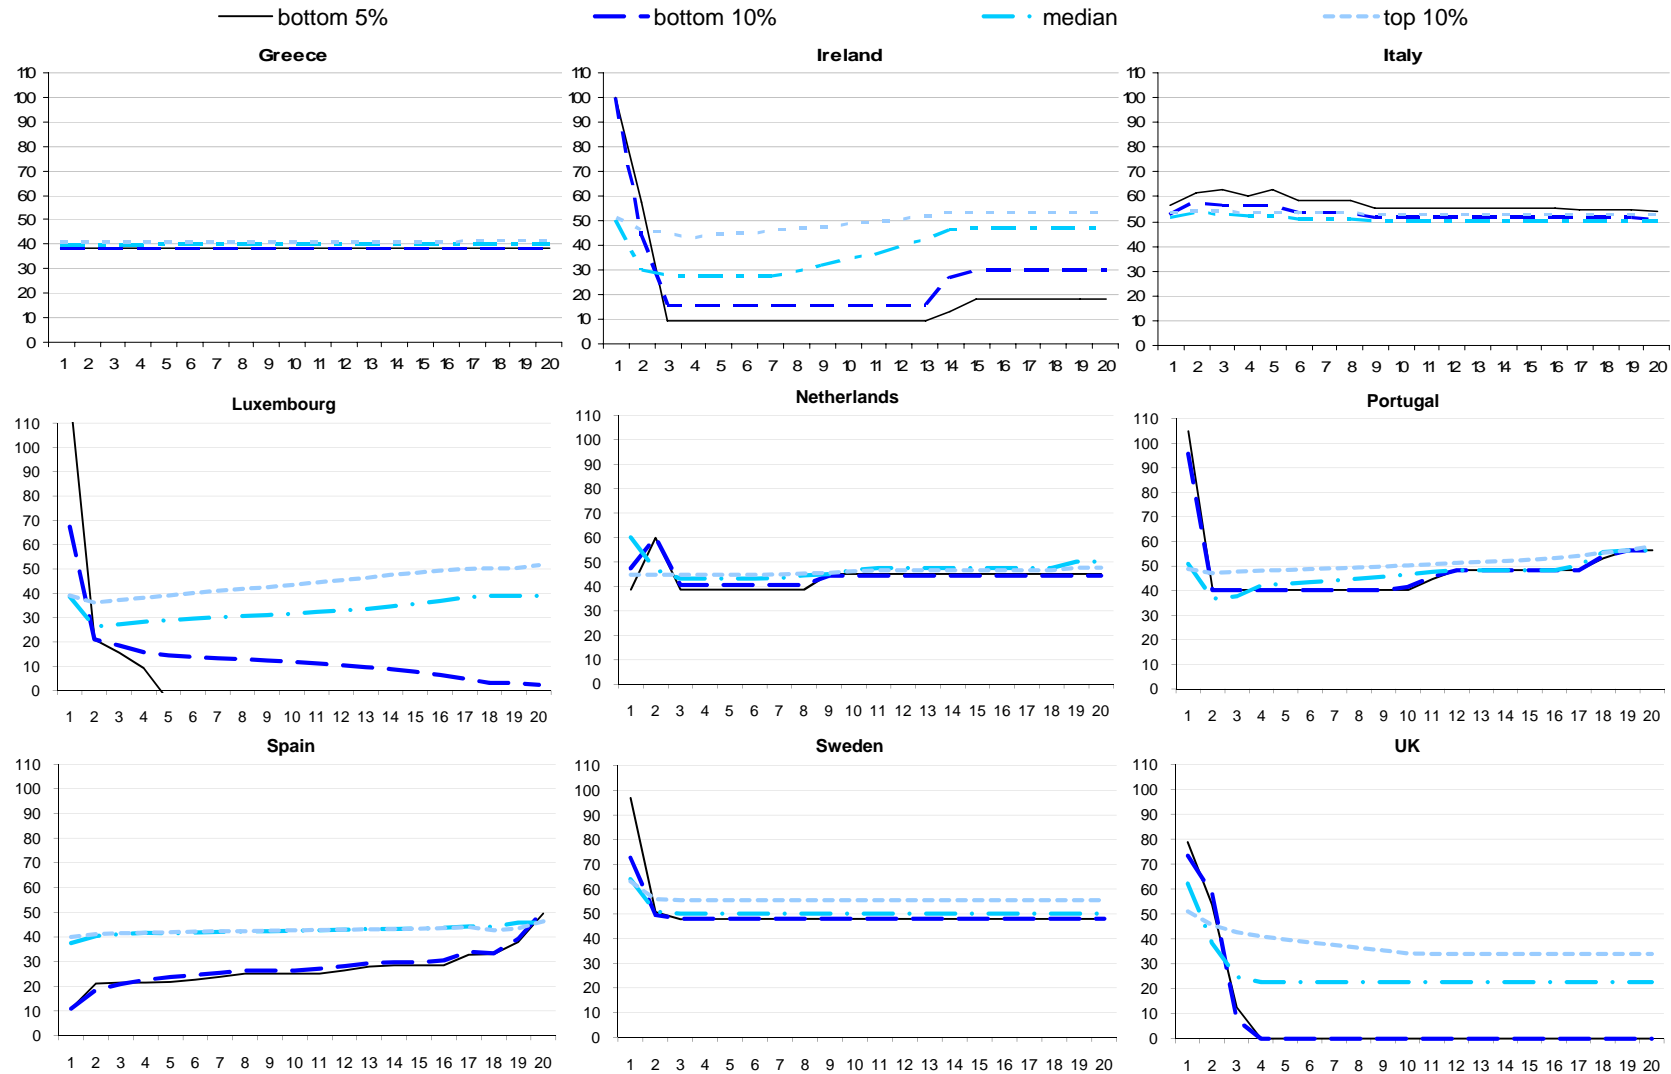 bottom 5% bottom 10% median top 10%
Greece Ireland Italy
110 110 110
100 100 100
90 90 90
80 80 80
70 70 70
60 60 60
50 50 50
40 40 40
30 30 30
20 20 20
10 10 10
0 0 0
1 2 3 4 5 6 7 8 9 10 11 12 13 14 15 16 17 18 19 20 1 2 3 4 5 6 7 8 9 10 11 12 13 14 15 16 17 18 19 20 1 2 3 4 5 6 7 8 9 10 11 12 13 14 15 16 17 18 19 20
Luxembourg Netherlands Portugal
110 110 110
100 100 100
90 90 90
80 80 80
70 70 70
60 60 60
50 50 50
40 40 40
30 30 30
20 20 20
10 10 10
0 0 0
1 2 3 4 5 6 7 8 9 10 11 12 13 14 15 16 17 18 19 20 1 2 3 4 5 6 7 8 9 10 11 12 13 14 15 16 17 18 19 20 1 2 3 4 5 6 7 8 9 10 11 12 13 14 15 16 17 18 19 20
Spain Sweden UK
110 110 110
100 100 100
90 90 90
80 80 80
70 70 70
60 60 60
50 50 50
40 40 40
30 30 30
20 20 20
10 10 10
0 0 0
1 2 3 4 5 6 7 8 9 10 11 12 13 14 15 16 17 18 19 20 1 2 3 4 5 6 7 8 9 10 11 12 13 14 15 16 17 18 19 20 1 2 3 4 5 6 7 8 9 10 11 12 13 14 15 16 17 18 19 20